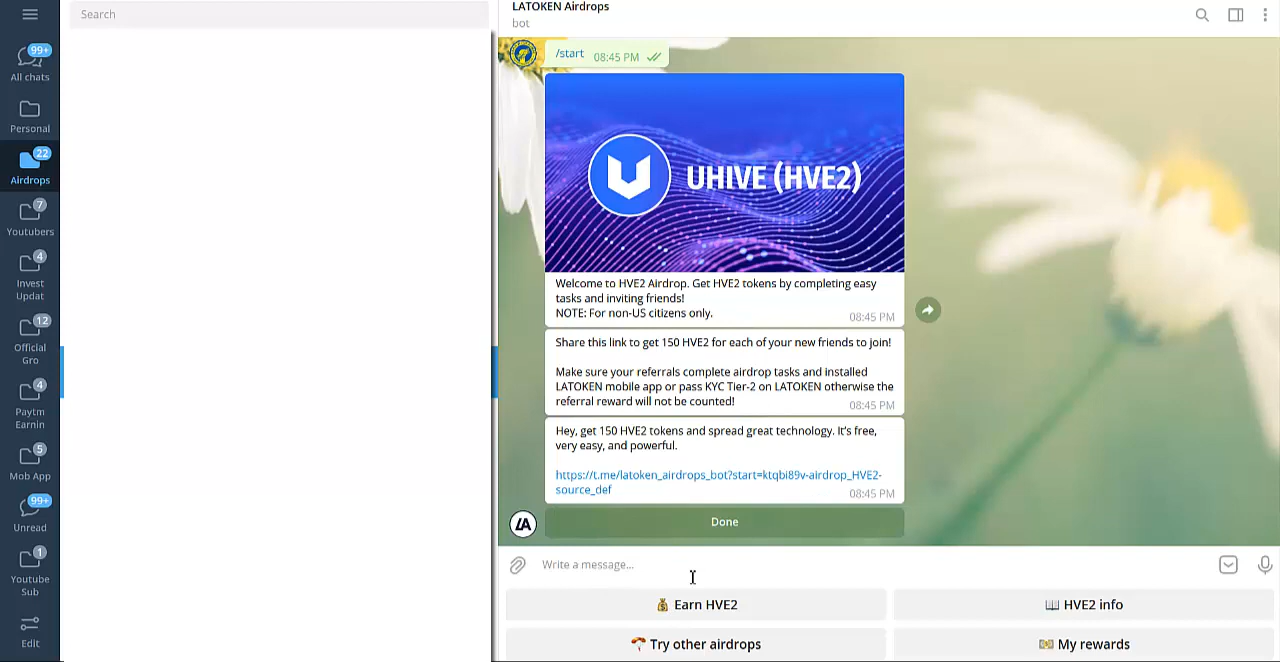 Search
99+
All chats
Personal
22
Airdrops
7
Youtubers
4
Invest
Updat
12
Official
Gro
4
Paytm
Earnin
5
Mob App
99+
Unread
1
Youtube
Sub
Edit
LATOKEN Airdrops
bot
/start 08:45 PM
UHIVE (HVE2)
Welcome to HVE2 Airdrop. Get HVE2 tokens by completing easy
tasks and inviting friends!
NOTE: For non-US citizens only. 08:45 PM
Share this link to get 150 HVE2 for each of your new friends to join!
Make sure your referrals complete airdrop tasks and installed
LATOKEN mobile app or pass KYC Tier-2 on LATOKEN otherwise the
referral reward will not be counted! 08:45 PM
Hey, get 150 HVE2 tokens and spread great technology. It's free,
very easy, and powerful.
https://t.me/latoken_airdrops_bot?start=ktqbi89v-airdrop_HVE2-
source_def 08:45 PM
LA
Done
Write a message...
Earn HVE2
HVE2 info
Try other airdrops
My rewards